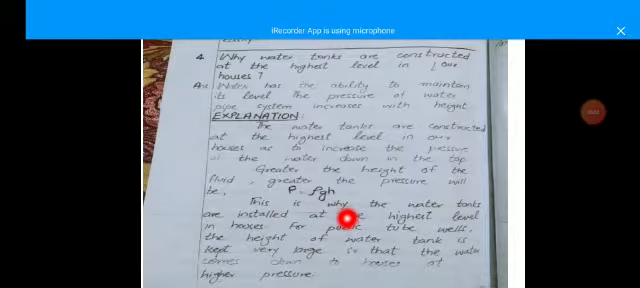 iRecorder App is using microphone
4 Why water tanks are constructed
at the highest level in our
houses ?
Ans Water has the ability to maintain
its level The pressure of water
pipe system increases with height
EXPLANATION:
The water tanks are constructed
at the highest level in our
houses as to increase the pressure
of the water down in the tap
Greater the height of the
fluid, greater the pressure will
be, P = ρgh
This is why the water tanks
are installed at highest level
in houses. For public tube wells,
the height of water tank is
kept very large so that the water
comes down to houses at
higher pressure.